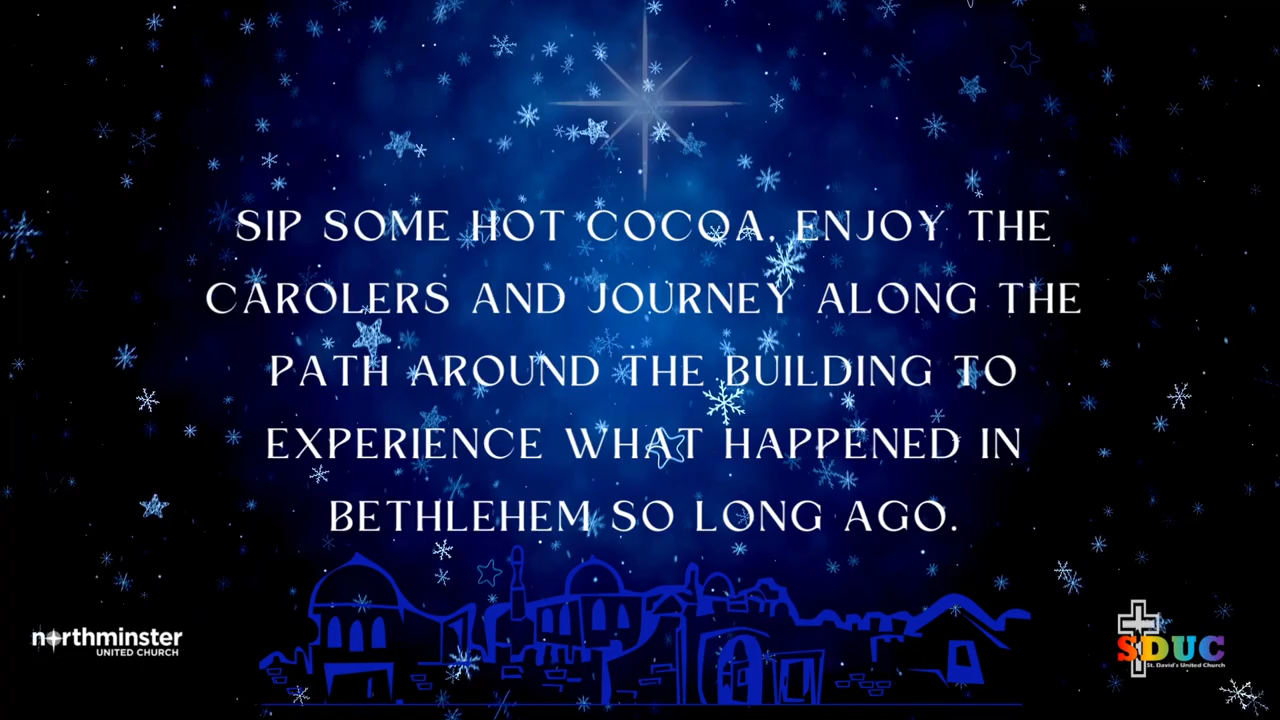 SIP SOME HOT COCOA, ENJOY THE
CAROLERS AND JOURNEY ALONG THE
PATH AROUND THE BUILDING TO
EXPERIENCE WHAT HAPPENED IN
BETHLEHEM SO LONG AGO.
northminster
UNITED CHURCH
SDUC
St. David's United Church